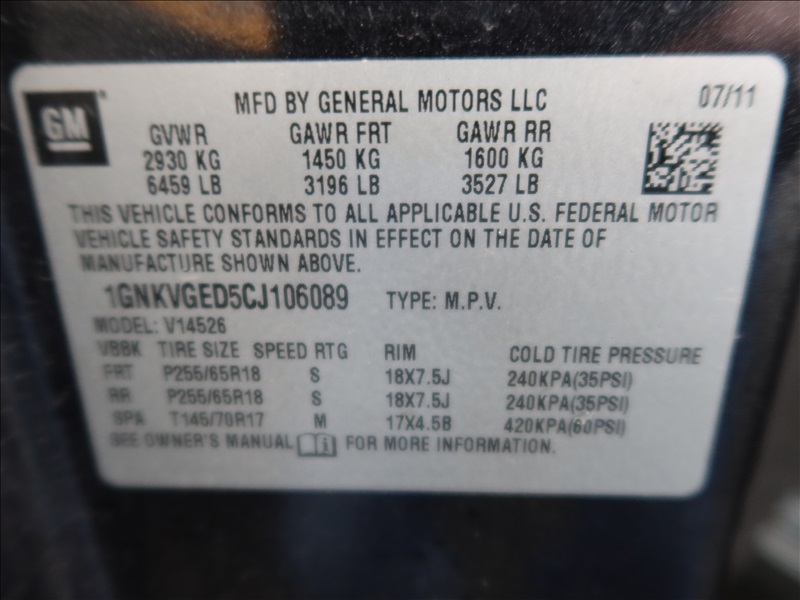 GM
MFD BY GENERAL MOTORS LLC 07/11
GVWR GAWR FRT GAWR RR
2930 KG 1450 KG 1600 KG
6459 LB 3196 LB 3527 LB
THIS VEHICLE CONFORMS TO ALL APPLICABLE U.S. FEDERAL MOTOR
VEHICLE SAFETY STANDARDS IN EFFECT ON THE DATE OF
MANUFACTURE SHOWN ABOVE.
1GNKVGED5CJ106089 TYPE: M.P.V.
MODEL: V14526
VBBK TIRE SIZE SPEED RTG RIM COLD TIRE PRESSURE
FRT P255/65R18 S 18X7.5J 240KPA(35PSI)
RR P255/65R18 S 18X7.5J 240KPA(35PSI)
SPA T145/70R17 M 17X4.5B 420KPA(60PSI)
SEE OWNER'S MANUAL i FOR MORE INFORMATION.